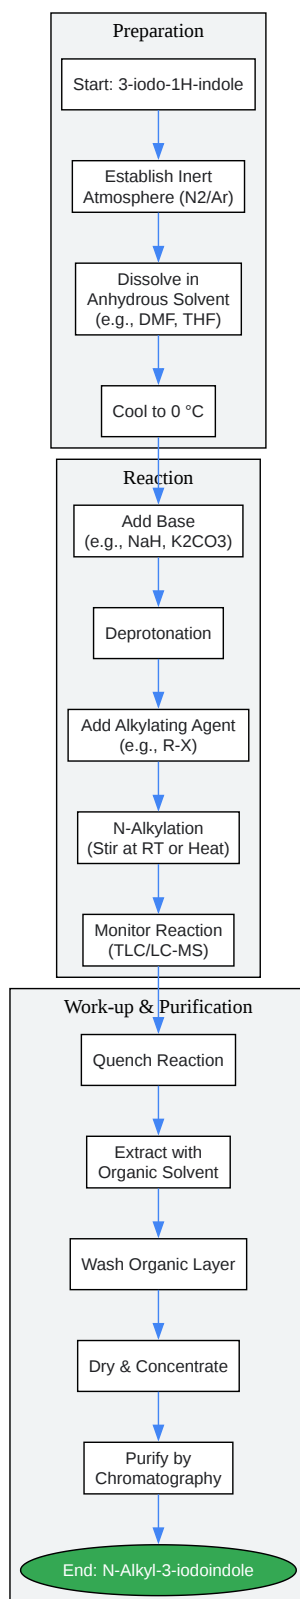 Preparation
Start: 3-iodo-1H-indole
Establish Inert
Atmosphere (N2/Ar)
Dissolve in
Anhydrous Solvent
(e.g., DMF, THF)
Cool to 0 °C
Reaction
Add Base
(e.g., NaH, K2CO3)
Deprotonation
Add Alkylating Agent
(e.g., R-X)
N-Alkylation
(Stir at RT or Heat)
Monitor Reaction
(TLC/LC-MS)
Work-up & Purification
Quench Reaction
Extract with
Organic Solvent
Wash Organic Layer
Dry & Concentrate
Purify by
Chromatography
End: N-Alkyl-3-iodoindole